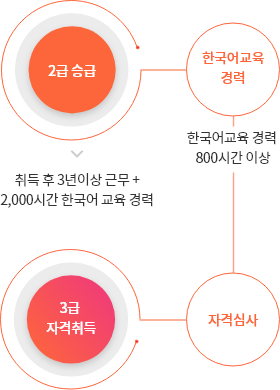 2급 승급
한국어교육
경력
한국어교육 경력
800시간 이상
취득 후 3년이상 근무 +
2,000시간 한국어 교육 경력
3급
자격취득
자격심사